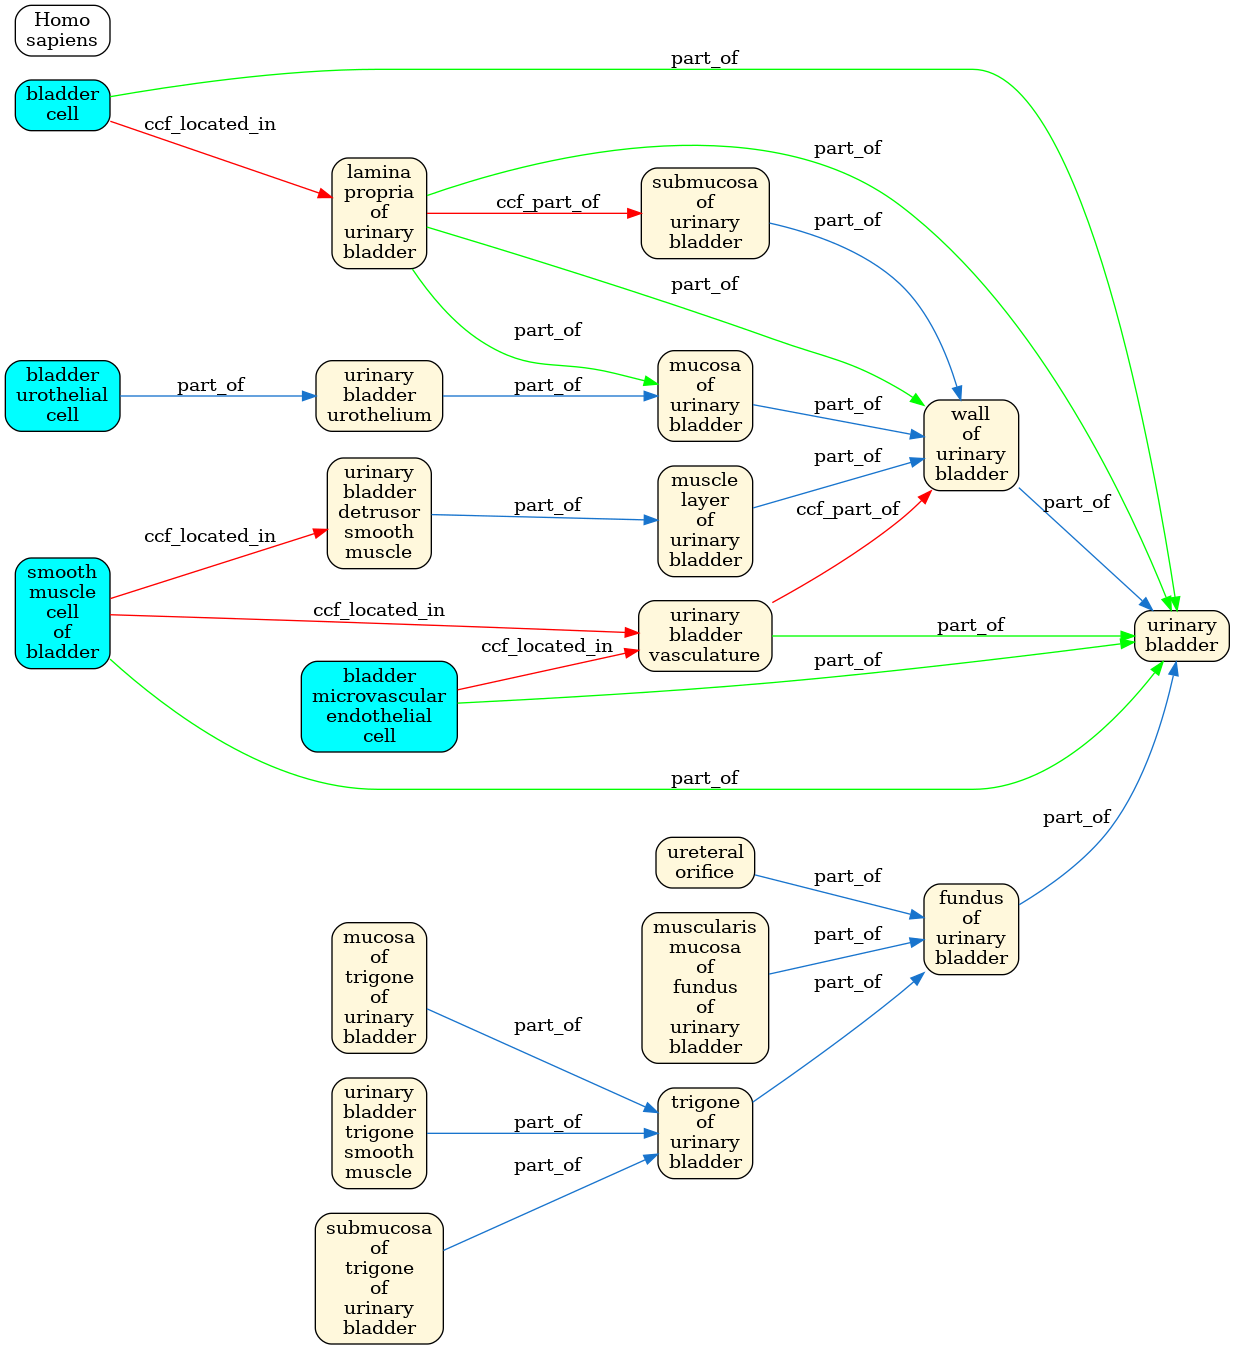 Homo
sapiens
part_of
bladder
cell
ccf_located_in
lamina
propria
of
urinary
bladder
part_of
ccf_part_of
submucosa
of
urinary
bladder
part_of
part_of
part_of
bladder
urothelial
cell
part_of
urinary
bladder
urothelium
part_of
mucosa
of
urinary
bladder
part_of
wall
of
urinary
bladder
part_of
urinary
bladder
detrusor
smooth
muscle
part_of
muscle
layer
of
urinary
bladder
part_of
ccf_part_of
ccf_located_in
smooth
muscle
cell
of
bladder
ccf_located_in
urinary
bladder
vasculature
part_of
urinary
bladder
ccf_located_in
bladder
microvascular
endothelial
cell
part_of
part_of
part_of
ureteral
orifice
part_of
fundus
of
urinary
bladder
muscularis
mucosa
of
fundus
of
urinary
bladder
part_of
part_of
mucosa
of
trigone
of
urinary
bladder
part_of
urinary
bladder
trigone
smooth
muscle
part_of
trigone
of
urinary
bladder
part_of
submucosa
of
trigone
of
urinary
bladder